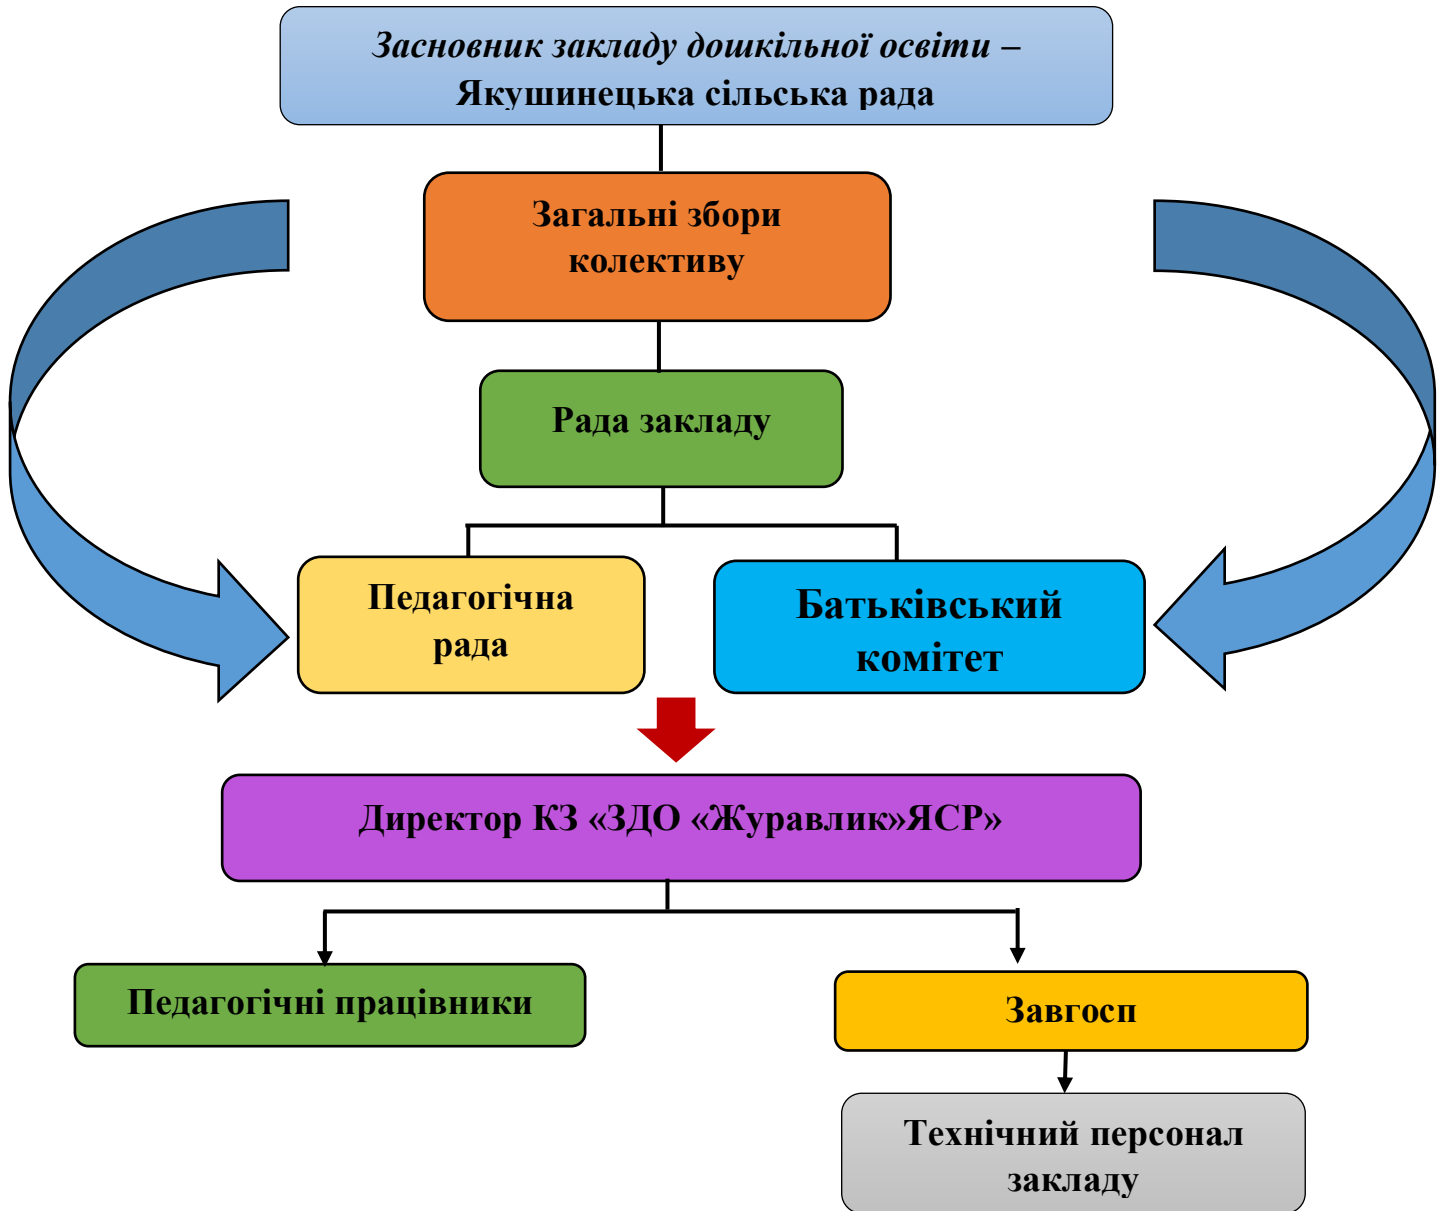 Засновник закладу дошкільної освіти –
Якушинецька сільська рада
Загальні збори
колективу
Рада закладу
Педагогічна
рада
Батьківський
комітет
Директор КЗ «ЗДО «Журавлик»ЯСР»
Педагогічні працівники
Завгосп
Технічний персонал
закладу